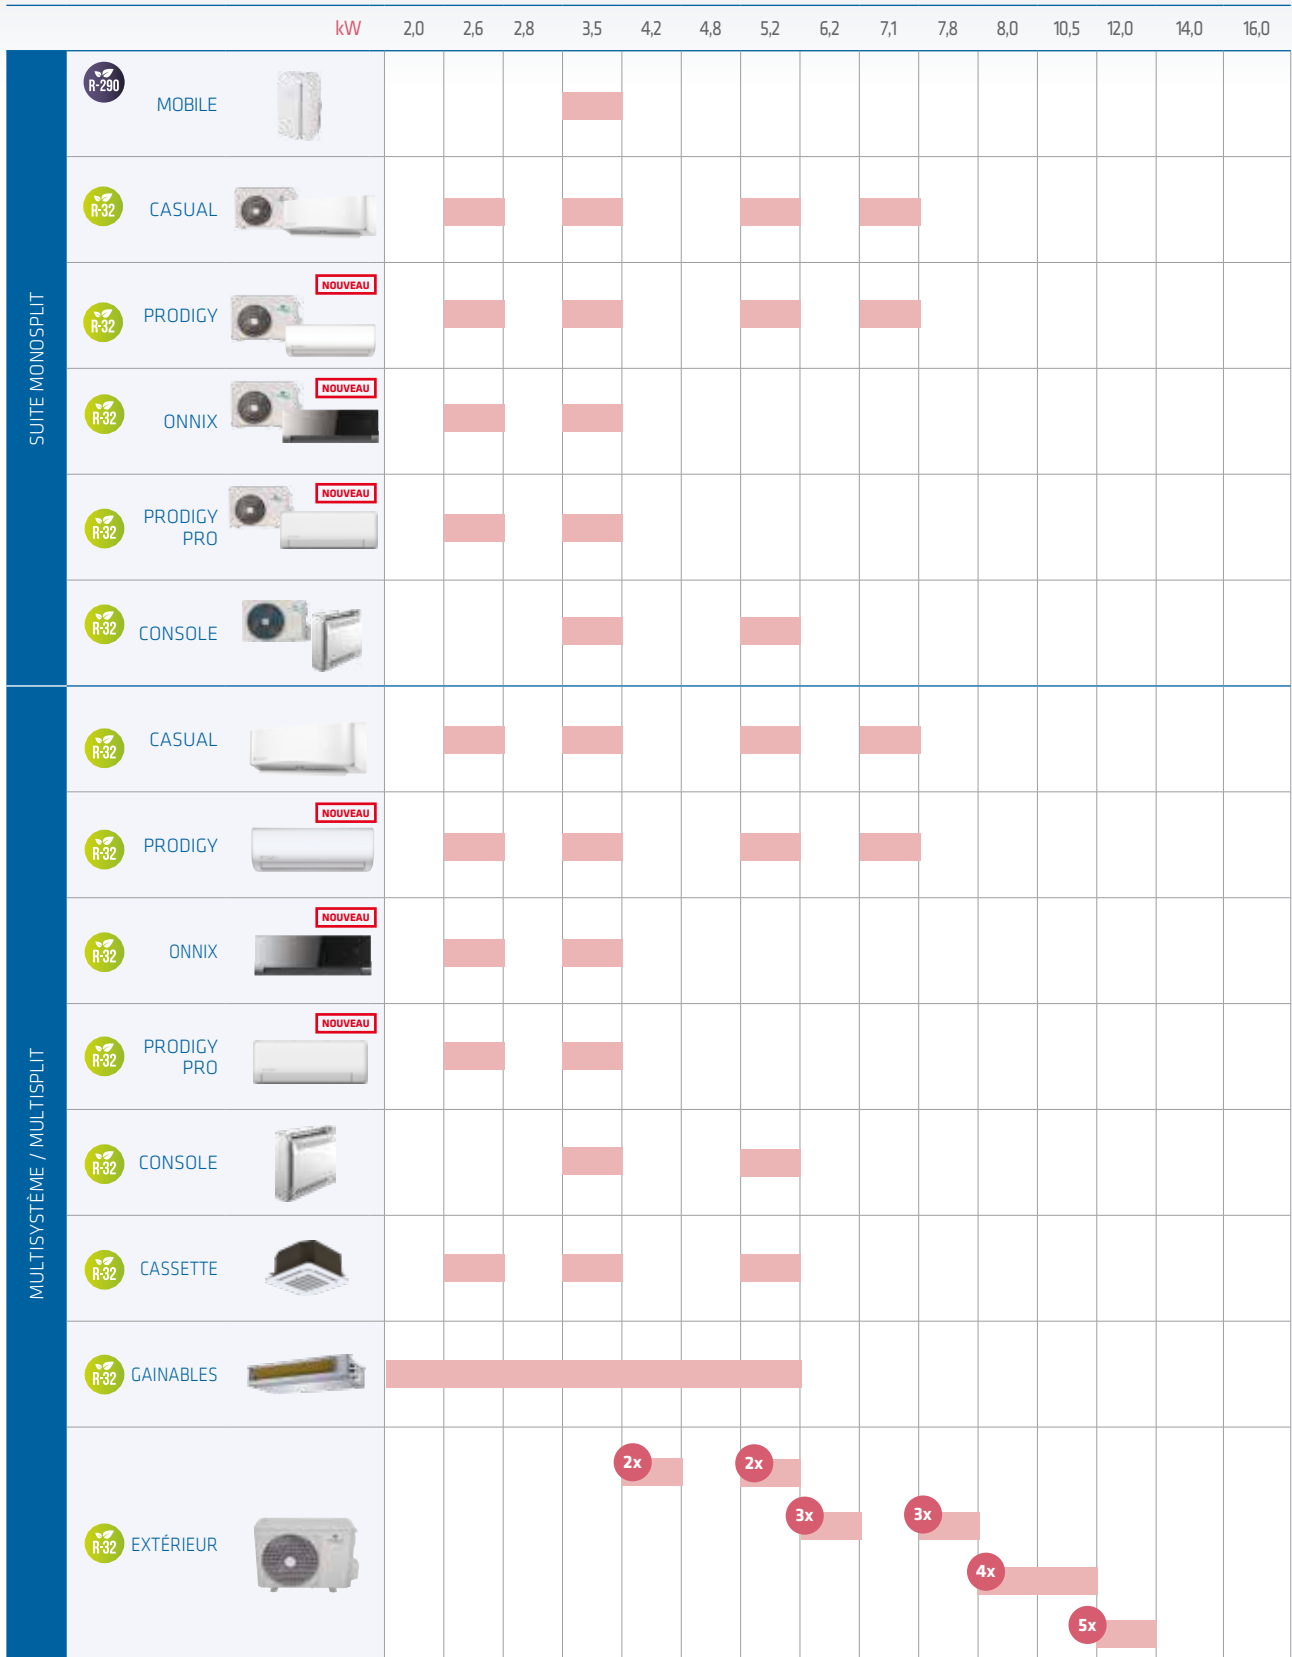 kW 2,0 2,6 2,8 3,5 4,2 4,8 5,2 6,2 7,1 7,8 8,0 10,5 12,0 14,0 16,0
SUITE MONOSPLIT
R-290
MOBILE
R-32
CASUAL
NOUVEAU
R-32
PRODIGY
NOUVEAU
R-32
ONNIX
NOUVEAU
R-32
PRODIGY
PRO
R-32
CONSOLE
MULTISYSTÈME / MULTISPLIT
R-32
CASUAL
NOUVEAU
R-32
PRODIGY
NOUVEAU
R-32
ONNIX
NOUVEAU
R-32
PRODIGY
PRO
R-32
CONSOLE
R-32
CASSETTE
R-32
GAINABLES
R-32
EXTÉRIEUR
2x
2x
3x
3x
4x
5x